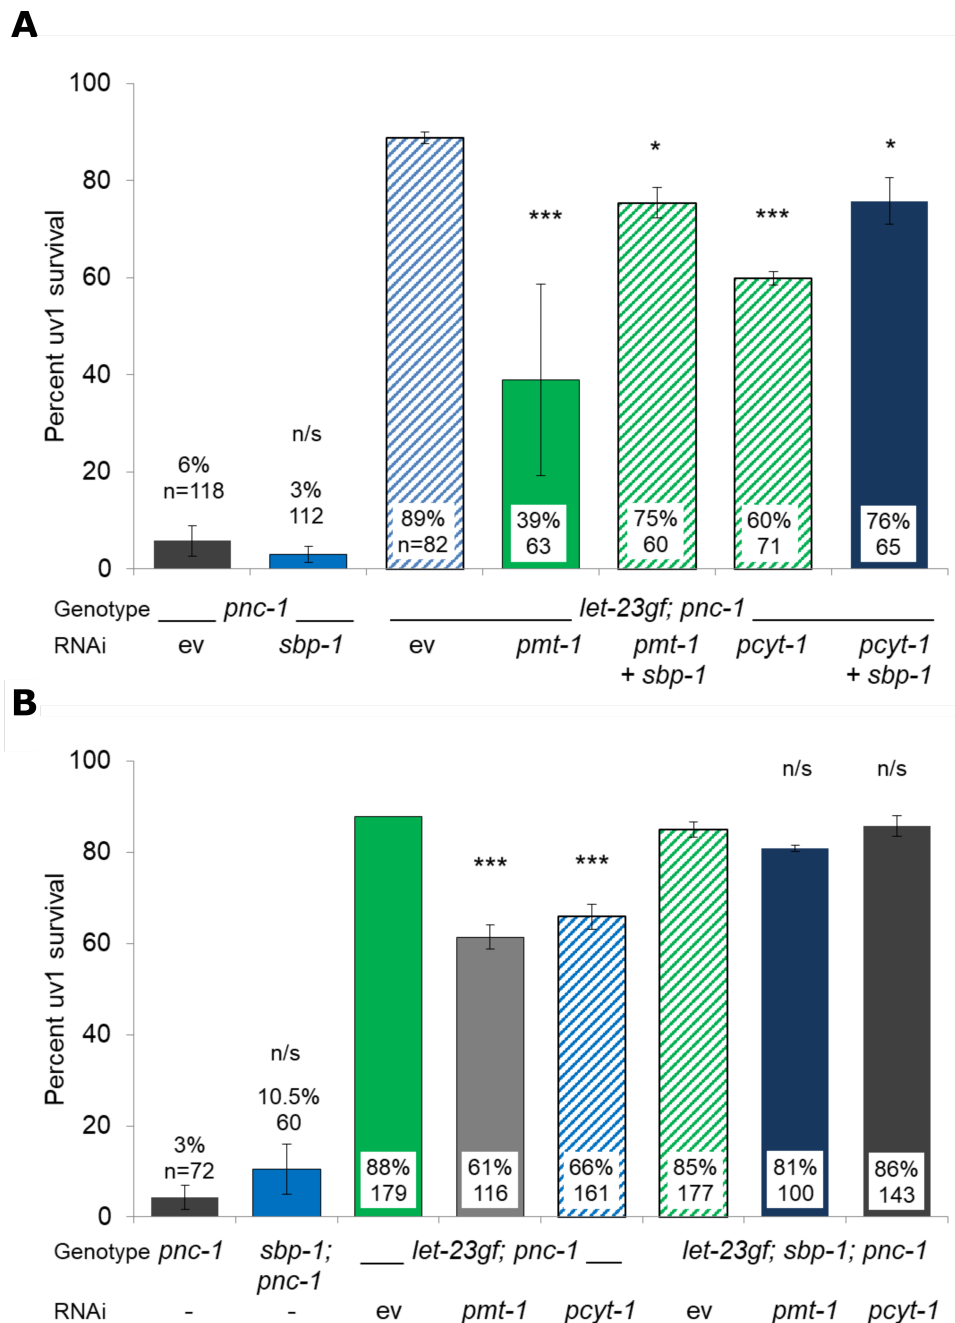 A
100
80
60
40
20
0
Percent uv1 survival
6%
n=118
n/s
3%
112
89%
n=82
***
39%
63
*
75%
60
***
60%
71
*
76%
65
Genotype pnc-1 let-23gf; pnc-1
RNAi ev sbp-1 ev pmt-1 pmt-1 pcyt-1 pcyt-1
+ sbp-1 + sbp-1
B
100
80
60
40
20
0
Percent uv1 survival
3%
n=72
n/s
10.5%
60
88%
179
***
61%
116
***
66%
161
85%
177
n/s
81%
100
n/s
86%
143
Genotype pnc-1 sbp-1; let-23gf; pnc-1 let-23gf; sbp-1; pnc-1
pnc-1
RNAi - - ev pmt-1 pcyt-1 ev pmt-1 pcyt-1